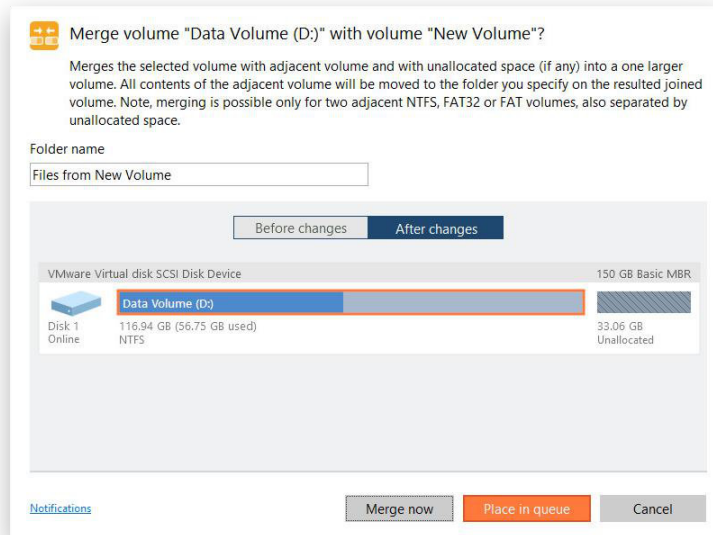 Merge volume "Data Volume (D:)" with volume "New Volume"?
Merges the selected volume with adjacent volume and with unallocated space (if any) into a one larger
volume. All contents of the adjacent volume will be moved to the folder you specify on the resulted joined
volume. Note, merging is possible only for two adjacent NTFS, FAT32 or FAT volumes, also separated by
unallocated space.
Folder name
Files from New Volume
Before changes After changes
VMware Virtual disk SCSI Disk Device 150 GB Basic MBR
Data Volume (D:)
Disk 1 116.94 GB (56.75 GB used) 33.06 GB
Online NTFS Unallocated
Notifications Merge now Place in queue Cancel